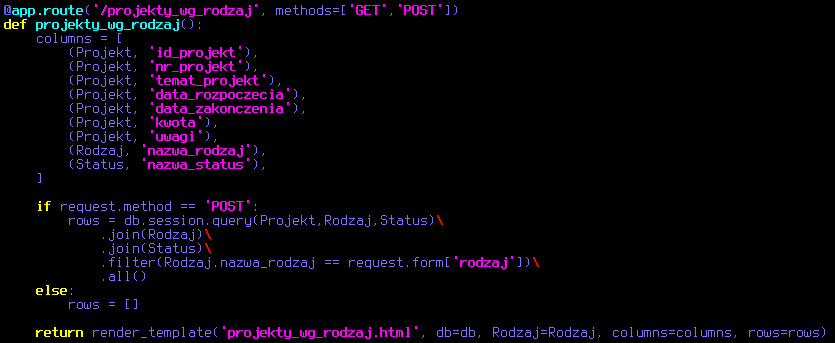 @app.route('/projekty_wg_rodzaj', methods=['GET','POST'])
def projekty_wg_rodzaj():
    columns = [
        (Projekt, 'id_projekt'),
        (Projekt, 'nr_projekt'),
        (Projekt, 'temat_projekt'),
        (Projekt, 'data_rozpoczecia'),
        (Projekt, 'data_zakonczenia'),
        (Projekt, 'kwota'),
        (Projekt, 'uwagi'),
        (Rodzaj, 'nazwa_rodzaj'),
        (Status, 'nazwa_status'),
    ]

    if request.method == 'POST':
        rows = db.session.query(Projekt,Rodzaj,Status)\
            .join(Rodzaj)\
            .join(Status)\
            .filter(Rodzaj.nazwa_rodzaj == request.form['rodzaj'])\
            .all()
    else:
        rows = []

    return render_template('projekty_wg_rodzaj.html', db=db, Rodzaj=Rodzaj, columns=columns, rows=rows)